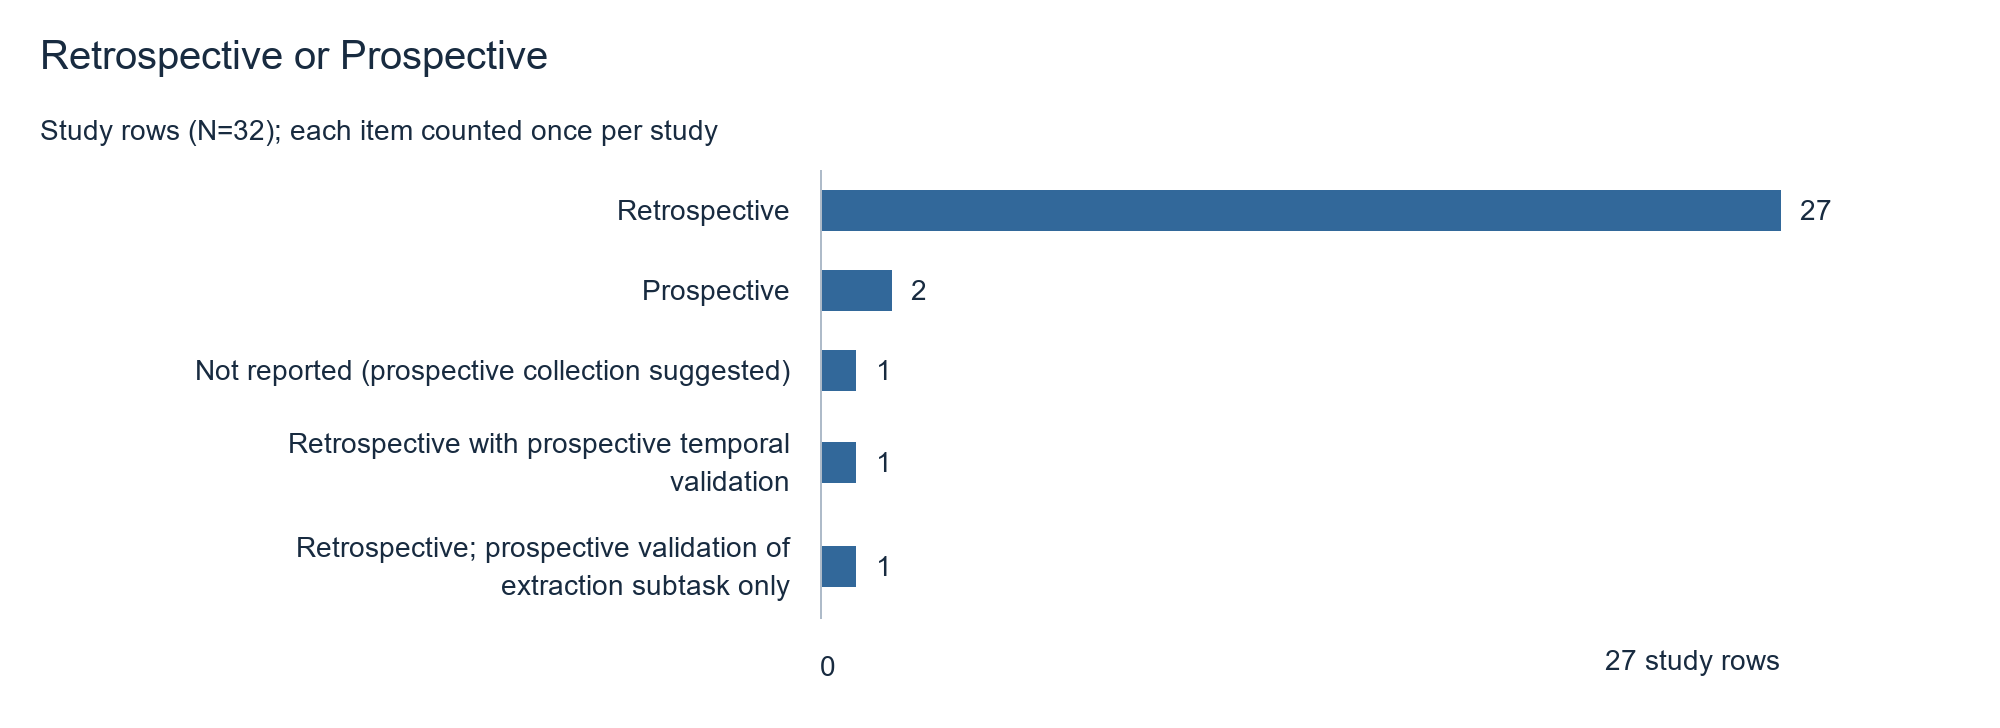 Retrospective or Prospective
Study rows (N=32); each item counted once per study
Retrospective 27
Prospective 2
Not reported (prospective collection suggested) 1
Retrospective with prospective temporal
validation 1
Retrospective; prospective validation of
extraction subtask only 1
0 27 study rows